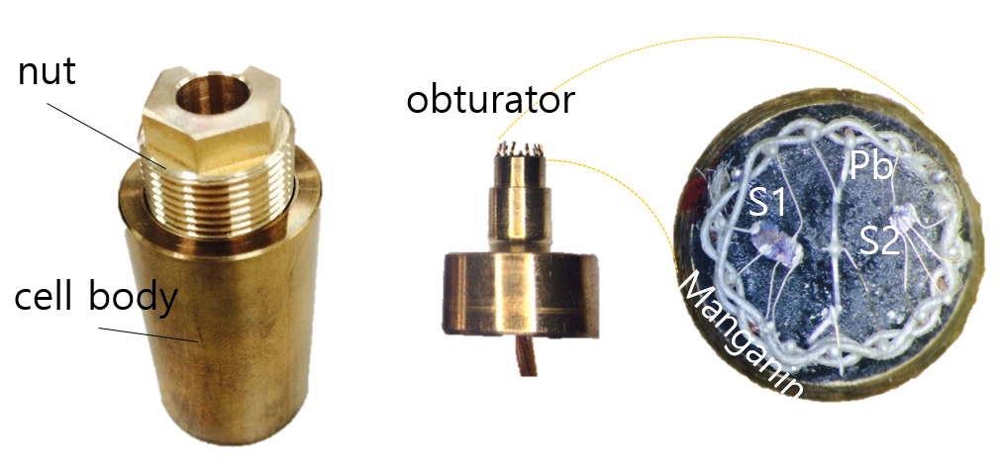 nut
cell body
obturator
Pb
S1
S2
Manganin